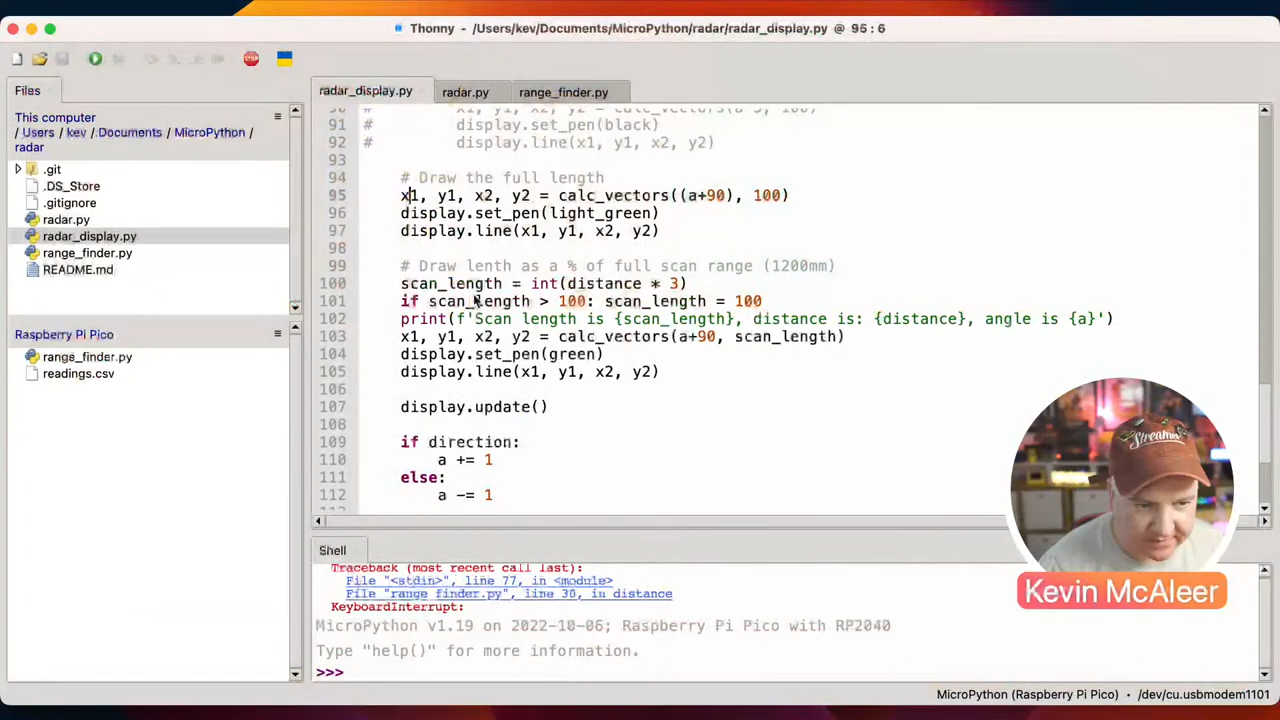 Thonny - /Users/kev/Documents/MicroPython/radar/radar_display.py @ 95 : 6
Files
This computer
/ Users / kev / Documents / MicroPython /
radar
.git
.DS_Store
.gitignore
radar.py
radar_display.py
range_finder.py
README.md
Raspberry Pi Pico
range_finder.py
readings.csv
radar_display.py
radar.py
range_finder.py
90 # x1, y1, x2, y2 = calc_vectors(a-3, 100)
91 # display.set_pen(black)
92 # display.line(x1, y1, x2, y2)
93
94 # Draw the full length
95 x1, y1, x2, y2 = calc_vectors((a+90), 100)
96 display.set_pen(light_green)
97 display.line(x1, y1, x2, y2)
98
99 # Draw lenth as a % of full scan range (1200mm)
100 scan_length = int(distance * 3)
101 if scan_length > 100: scan_length = 100
102 print(f'Scan length is {scan_length}, distance is: {distance}, angle is {a}')
103 x1, y1, x2, y2 = calc_vectors(a+90, scan_length)
104 display.set_pen(green)
105 display.line(x1, y1, x2, y2)
106
107 display.update()
108
109 if direction:
110 a += 1
111 else:
112 a -= 1
Shell
Traceback (most recent call last):
File "<stdin>", line 77, in <module>
File "range_finder.py", line 30, in distance
KeyboardInterrupt:
MicroPython v1.19 on 2022-10-06; Raspberry Pi Pico with RP2040
Type "help()" for more information.
>>>
Streamer
Kevin McAleer
MicroPython (Raspberry Pi Pico) • /dev/cu.usbmodem1101